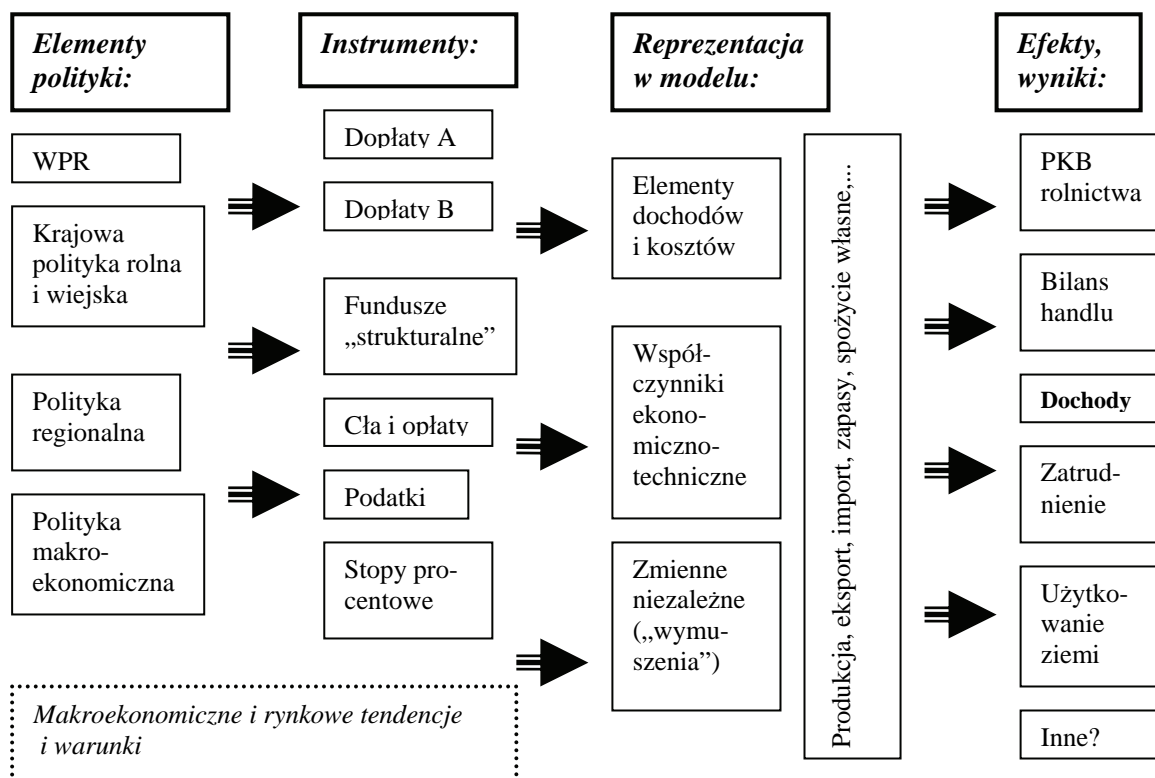 Elementy
polityki:
WPR
Krajowa
polityka rolna
i wiejska
Polityka
regionalna
Polityka
makro-
ekonomiczna
Makroekonomiczne i rynkowe tendencje
i warunki
Instrumenty:
Dopłaty A
Dopłaty B
Fundusze
„strukturalne”
Cła i opłaty
Podatki
Stopy pro-
centowe
Reprezentacja
w modelu:
Elementy
dochodów
i kosztów
Współ-
czynniki
ekono-
miczno-
techniczne
Zmienne
niezależne
(„wymu-
szenia”)
Produkcja, eksport, import, zapasy, spożycie własne,...
Efekty,
wyniki:
PKB
rolnictwa
Bilans
handlu
Dochody
Zatrud-
nienie
Użytko-
wanie
ziemi
Inne?